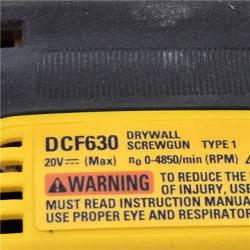 DCF630 DRYWALL SCREWGUN TYPE 1
20V⎓ (Max) n₀ 0-4850/min (RPM)
⚠ WARNING TO REDUCE THE
OF INJURY, USE
MUST READ INSTRUCTION MANUA
USE PROPER EYE AND RESPIRATO